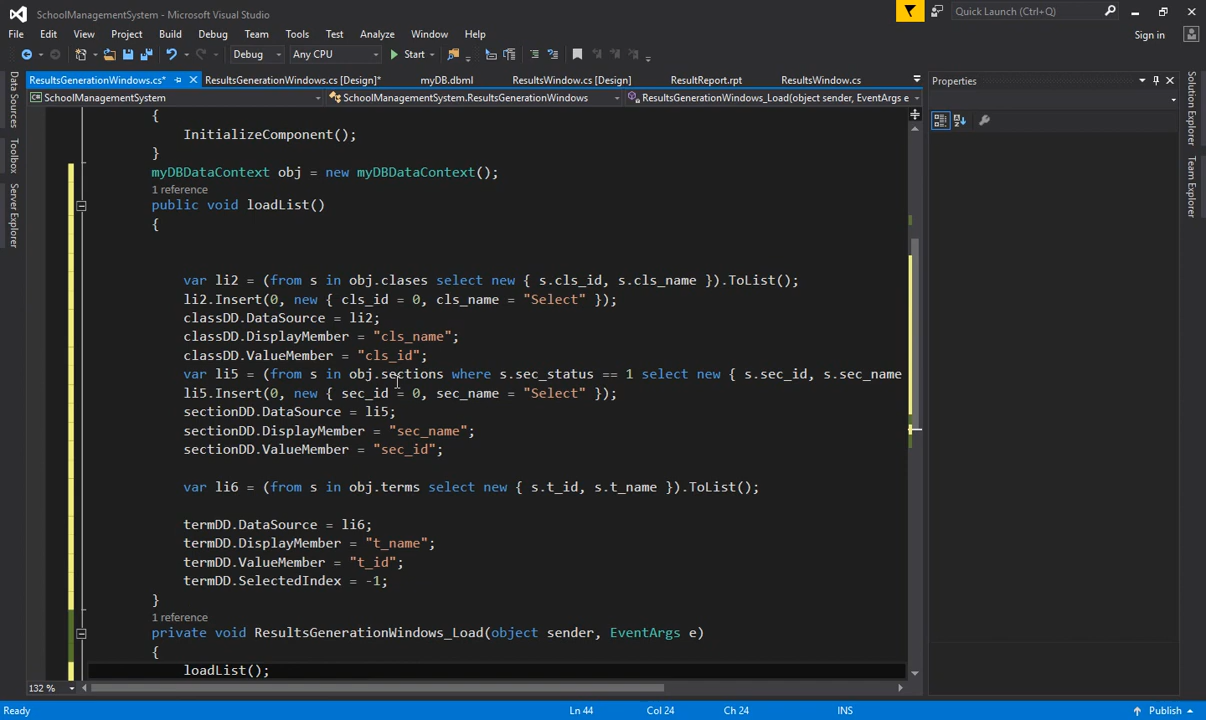 SchoolManagementSystem - Microsoft Visual Studio
Quick Launch (Ctrl+Q)
File Edit View Project Build Debug Team Tools Test Analyze Window Help
Sign in
Debug Any CPU Start
ResultsGenerationWindows.cs* ResultsGenerationWindows.cs [Design]* myDB.dbml ResultsWindow.cs [Design] ResultReport.rpt ResultsWindow.cs
Properties
SchoolManagementSystem SchoolManagementSystem.ResultsGenerationWindows ResultsGenerationWindows_Load(object sender, EventArgs e
Data Sources
Toolbox
Server Explorer
Solution Explorer
Team Explorer
{
InitializeComponent();
}
myDBDataContext obj = new myDBDataContext();
1 reference
public void loadList()
{
var li2 = (from s in obj.clases select new { s.cls_id, s.cls_name }).ToList();
li2.Insert(0, new { cls_id = 0, cls_name = "Select" });
classDD.DataSource = li2;
classDD.DisplayMember = "cls_name";
classDD.ValueMember = "cls_id";
var li5 = (from s in obj.sections where s.sec_status == 1 select new { s.sec_id, s.sec_name
li5.Insert(0, new { sec_id = 0, sec_name = "Select" });
sectionDD.DataSource = li5;
sectionDD.DisplayMember = "sec_name";
sectionDD.ValueMember = "sec_id";
var li6 = (from s in obj.terms select new { s.t_id, s.t_name }).ToList();
termDD.DataSource = li6;
termDD.DisplayMember = "t_name";
termDD.ValueMember = "t_id";
termDD.SelectedIndex = -1;
}
1 reference
private void ResultsGenerationWindows_Load(object sender, EventArgs e)
{
loadList();
132 %
Ready Ln 44 Col 24 Ch 24 INS Publish